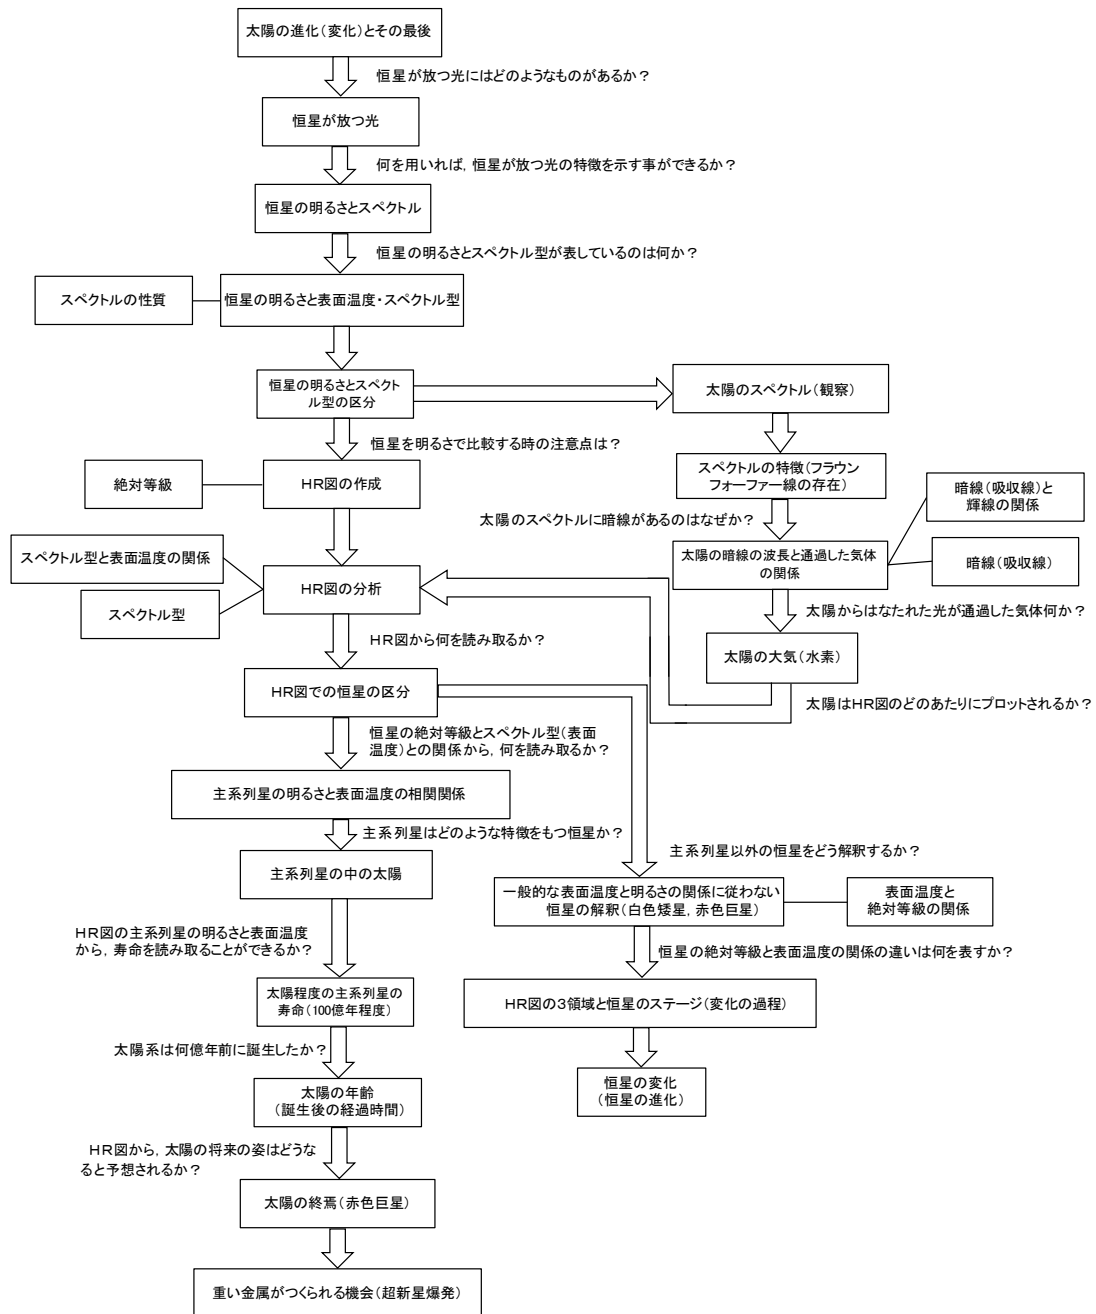 太陽の進化(変化)とその最後
恒星が放つ光にはどのようなものがあるか?
恒星が放つ光
何を用いれば, 恒星が放つ光の特徴を示す事ができるか?
恒星の明るさとスペクトル
恒星の明るさとスペクトル型が表しているのは何か?
スペクトルの性質
恒星の明るさと表面温度・スペクトル型
恒星の明るさとスペクト
ル型の区分
太陽のスペクトル(観察)
恒星を明るさで比較する時の注意点は?
絶対等級
HR図の作成
スペクトルの特徴(フラウン
フォーファー線の存在)
暗線(吸収線)と
輝線の関係
太陽のスペクトルに暗線があるのはなぜか?
スペクトル型と表面温度の関係
スペクトル型
HR図の分析
太陽の暗線の波長と通過した気体
の関係
暗線(吸収線)
太陽からはなたれた光が通過した気体何か?
HR図から何を読み取るか?
太陽の大気(水素)
HR図での恒星の区分
太陽はHR図のどのあたりにプロットされるか?
恒星の絶対等級とスペクトル型(表面
温度)との関係から, 何を読み取るか?
主系列星の明るさと表面温度の相関関係
主系列星はどのような特徴をもつ恒星か?
主系列星以外の恒星をどう解釈するか?
主系列星の中の太陽
一般的な表面温度と明るさの関係に従わない
恒星の解釈(白色矮星, 赤色巨星)
表面温度と
絶対等級の関係
HR図の主系列星の明るさと表面温度
から, 寿命を読み取ることができるか?
恒星の絶対等級と表面温度の関係の違いは何を表すか?
太陽程度の主系列星の
寿命(100億年程度)
HR図の3領域と恒星のステージ(変化の過程)
太陽系は何億年前に誕生したか?
太陽の年齢
(誕生後の経過時間)
恒星の変化
(恒星の進化)
HR図から, 太陽の将来の姿はどうな
ると予想されるか?
太陽の終焉(赤色巨星)
重い金属がつくられる機会(超新星爆発)